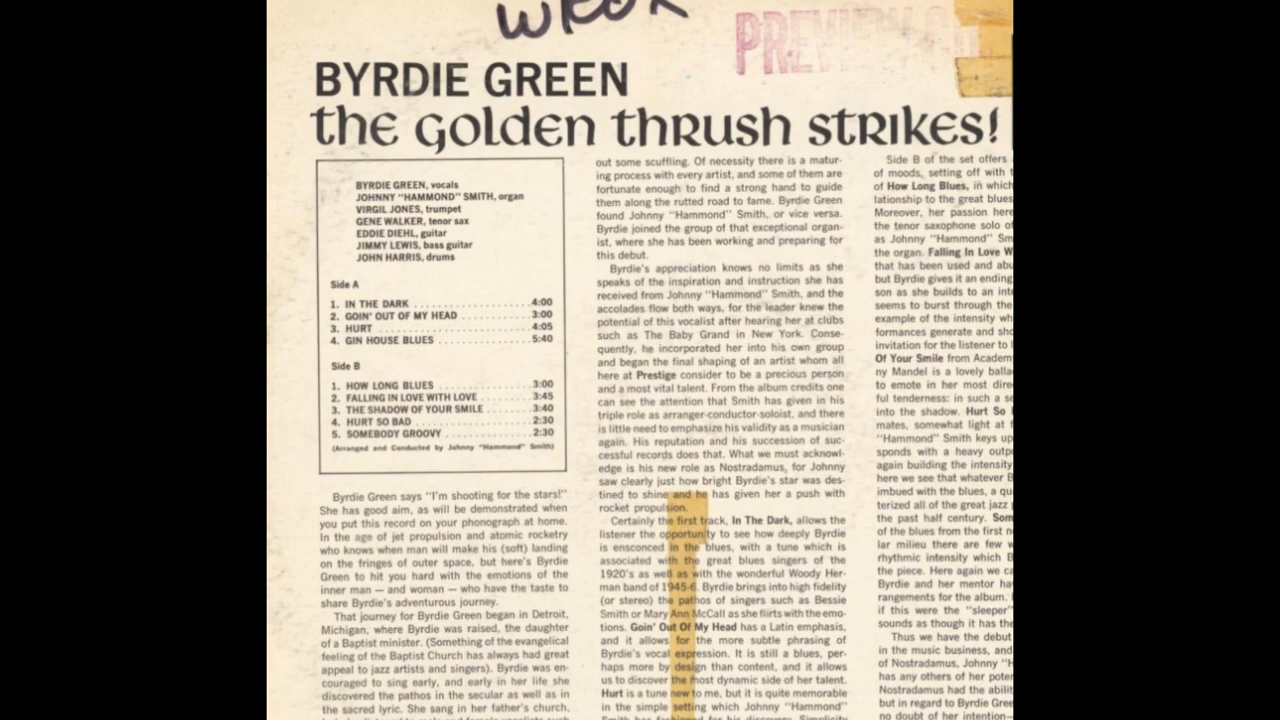 WRUR
PREVIEW
BYRDIE GREEN
the golden thrush strikes!
BYRDIE GREEN, vocals
JOHNNY "HAMMOND" SMITH, organ
VIRGIL JONES, trumpet
GENE WALKER, tenor sax
EDDIE DIEHL, guitar
JIMMY LEWIS, bass guitar
JOHN HARRIS, drums
Side A
1. IN THE DARK . . . . . . . . . . . . . . . . . . . . . 4:00
2. GOIN' OUT OF MY HEAD . . . . . . . . . . . . . 3:00
3. HURT . . . . . . . . . . . . . . . . . . . . . . . . . . . 4:05
4. GIN HOUSE BLUES . . . . . . . . . . . . . . . . . 5:40
Side B
1. HOW LONG BLUES . . . . . . . . . . . . . . . . . 3:00
2. FALLING IN LOVE WITH LOVE . . . . . . . . . 3:45
3. THE SHADOW OF YOUR SMILE . . . . . . . . 3:40
4. HURT SO BAD . . . . . . . . . . . . . . . . . . . . 2:30
5. SOMEBODY GROOVY . . . . . . . . . . . . . . . 2:30
(Arranged and Conducted by Johnny "Hammond" Smith)
Byrdie Green says "I'm shooting for the stars!"
She has good aim, as will be demonstrated when
you put this record on your phonograph at home.
In the age of jet propulsion and atomic rocketry
who knows when man will make his (soft) landing
on the fringes of outer space, but here's Byrdie
Green to hit you hard with the emotions of the
inner man — and woman — who have the taste to
share Byrdie's adventurous journey.
That journey for Byrdie Green began in Detroit,
Michigan, where Byrdie was raised, the daughter
of a Baptist minister. (Something of the evangelical
feeling of the Baptist Church has always had great
appeal to jazz artists and singers). Byrdie was en-
couraged to sing early, and early in her life she
discovered the pathos in the secular as well as in
the sacred lyric. She sang in her father's church,
out some scuffling. Of necessity there is a matur-
ing process with every artist, and some of them are
fortunate enough to find a strong hand to guide
them along the rutted road to fame. Byrdie Green
found Johnny "Hammond" Smith, or vice versa.
Byrdie joined the group of that exceptional organ-
ist, where she has been working and preparing for
this debut.
Byrdie's appreciation knows no limits as she
speaks of the inspiration and instruction she has
received from Johnny "Hammond" Smith, and the
accolades flow both ways, for the leader knew the
potential of this vocalist after hearing her at clubs
such as The Baby Grand in New York. Conse-
quently, he incorporated her into his own group
and began the final shaping of an artist whom all
here at Prestige consider to be a precious person
and a most vital talent. From the album credits one
can see the attention that Smith has given in his
triple role as arranger-conductor-soloist, and there
is little need to emphasize his validity as a musician
again. His reputation and his succession of suc-
cessful records does that. What we must acknowl-
edge is his new role as Nostradamus, for Johnny
saw clearly just how bright Byrdie's star was des-
tined to shine and he has given her a push with
rocket propulsion.
Certainly the first track, In The Dark, allows the
listener the opportunity to see how deeply Byrdie
is ensconced in the blues, with a tune which is
associated with the great blues singers of the
1920's as well as with the wonderful Woody Her-
man band of 1945-6. Byrdie brings into high fidelity
(or stereo) the pathos of singers such as Bessie
Smith or Mary Ann McCall as she flirts with the emo-
tions. Goin' Out Of My Head has a Latin emphasis,
and it allows for the more subtle phrasing of
Byrdie's vocal expression. It is still a blues, per-
haps more by design than content, and it allows
us to discover the most dynamic side of her talent.
Hurt is a tune new to me, but it is quite memorable
in the simple setting which Johnny "Hammond"
Smith has fashioned for his discovery. Simplicity
Side B of the set offers
of moods, setting off with
of How Long Blues, in which
lationship to the great blues
Moreover, her passion here
the tenor saxophone solo of
as Johnny "Hammond" Sm
the organ. Falling In Love W
that has been used and abu
but Byrdie gives it an ending
son as she builds to an int
seems to burst through the
example of the intensity wh
formances generate and sho
invitation for the listener to l
Of Your Smile from Academ
ny Mandel is a lovely balla
to emote in her most dire
ful tenderness: in such a se
into the shadow. Hurt So
mates, somewhat light at f
"Hammond" Smith keys up
sponds with a heavy outp
again building the intensity
here we see that whatever B
imbued with the blues, a qu
terized all of the great jazz
the past half century. Som
of the blues from the first n
lar milieu there are few w
rhythmic intensity which B
the piece. Here again we ca
Byrdie and her mentor ha
rangements for the album.
if this were the "sleeper"
sounds as though it has the
Thus we have the debut
in the music business, and
of Nostradamus, Johnny "H
has any others of her poter
Nostradamus had the abilit
but in regard to Byrdie Gree
no doubt of her intention—